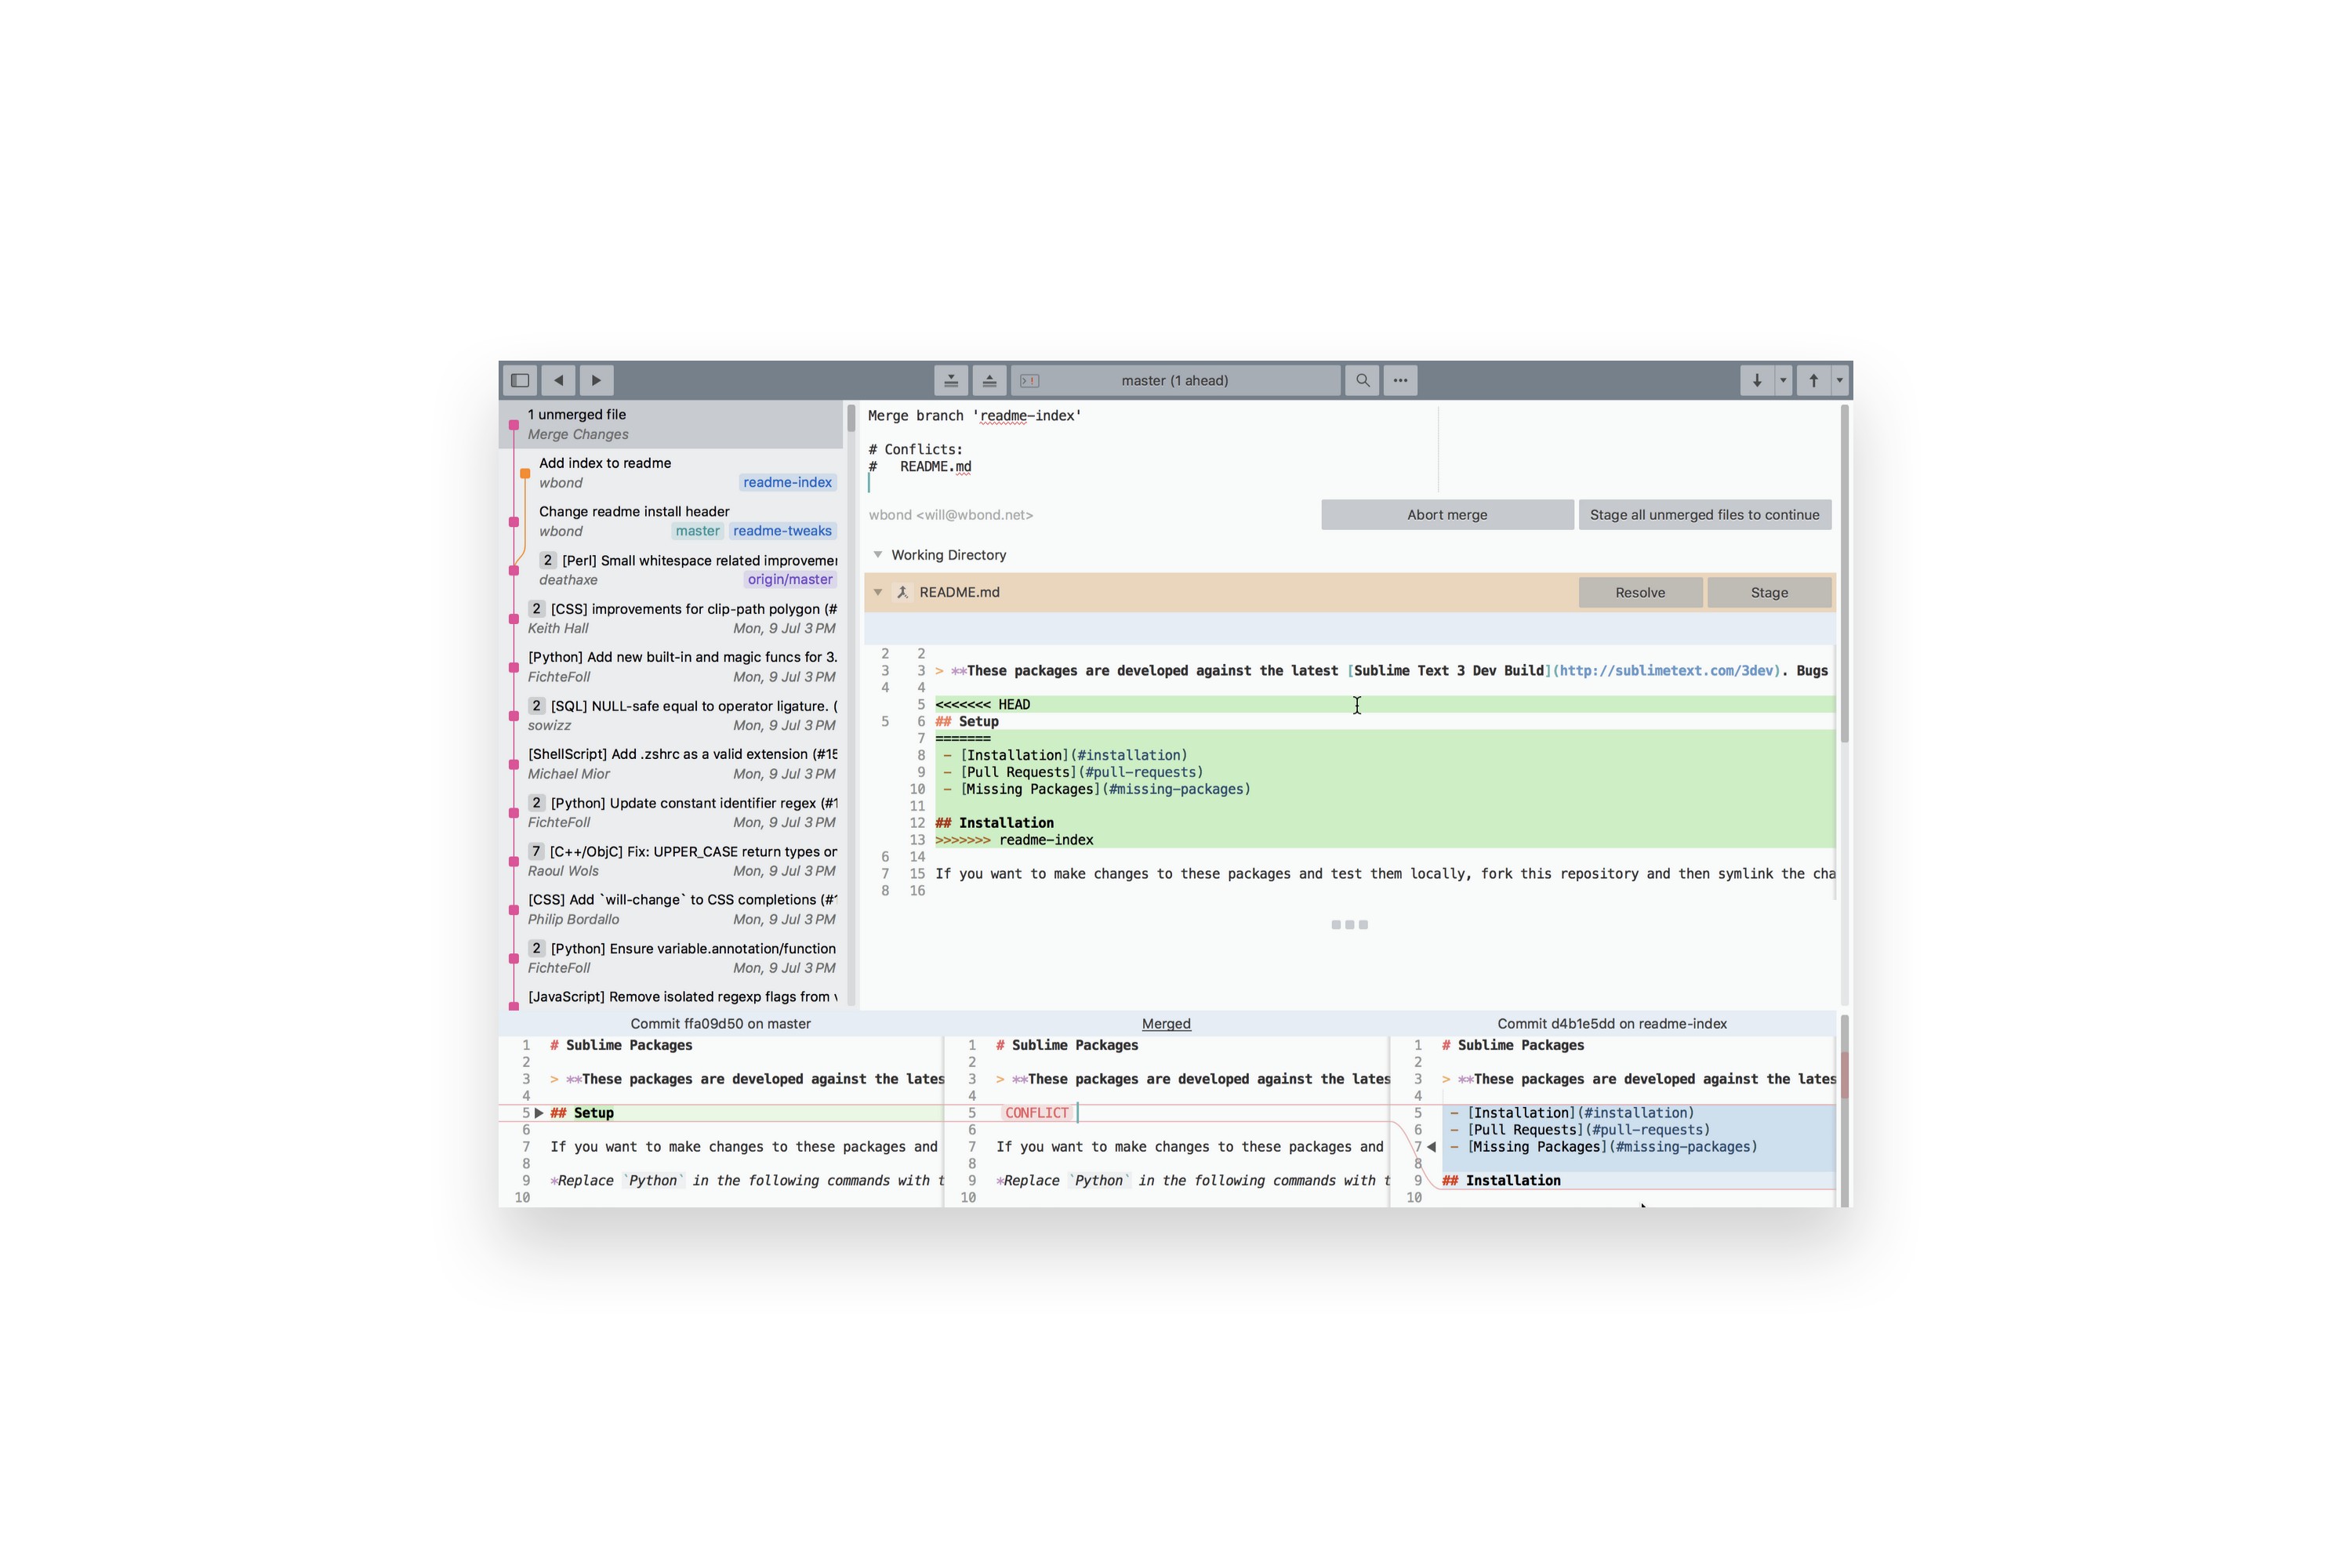 master (1 ahead)
1 unmerged file
Merge Changes
Add index to readme
wbond readme-index
Change readme install header
wbond master readme-tweaks
2 [Perl] Small whitespace related
deathaxe origin/master
2 [CSS] improvements for clip-path polygon (#
Keith Hall Mon, 9 Jul 3 PM
[Python] Add new built-in and magic funcs for 3.
FichteFoll Mon, 9 Jul 3 PM
2 [SQL] NULL-safe equal to operator ligature. (
sowizz Mon, 9 Jul 3 PM
[ShellScript] Add .zshrc as a valid extension (#15
Michael Mior Mon, 9 Jul 3 PM
2 [Python] Update constant identifier regex (#1
FichteFoll Mon, 9 Jul 3 PM
7 [C++/ObjC] Fix: UPPER_CASE return types or
Raoul Wols Mon, 9 Jul 3 PM
[CSS] Add `will-change` to CSS completions (#1
Philip Bordallo Mon, 9 Jul 3 PM
2 [Python] Ensure variable.annotation/function
FichteFoll Mon, 9 Jul 3 PM
[JavaScript] Remove isolated regexp flags from
Merge branch 'readme-index'
# Conflicts:
# README.md
wbond <will@wbond.net> Abort merge Stage all unmerged files to continue
Working Directory
README.md Resolve Stage
2 2
3 3 > **These packages are developed against the latest [Sublime Text 3 Dev Build](http://sublimetext.com/3dev). Bugs
4 4
5 <<<<<<< HEAD
5 6 ## Setup
7 =======
8 - [Installation](#installation)
9 - [Pull Requests](#pull-requests)
10 - [Missing Packages](#missing-packages)
11
12 ## Installation
13 >>>>>>> readme-index
6 14
7 15 If you want to make changes to these packages and test them locally, fork this repository and then symlink the cha
8 16
Commit ffa09d50 on master
1 # Sublime Packages
2
3 > **These packages are developed against the lates
4
5 ## Setup
6
7 If you want to make changes to these packages and
8
9 *Replace `Python` in the following commands with t
10
Merged
1 # Sublime Packages
2
3 > **These packages are developed against the lates
4
5 CONFLICT
6
7 If you want to make changes to these packages and
8
9 *Replace `Python` in the following commands with t
10
Commit d4b1e5dd on readme-index
1 # Sublime Packages
2
3 > **These packages are developed against the lates
4
5 - [Installation](#installation)
6 - [Pull Requests](#pull-requests)
7 - [Missing Packages](#missing-packages)
8
9 ## Installation
10